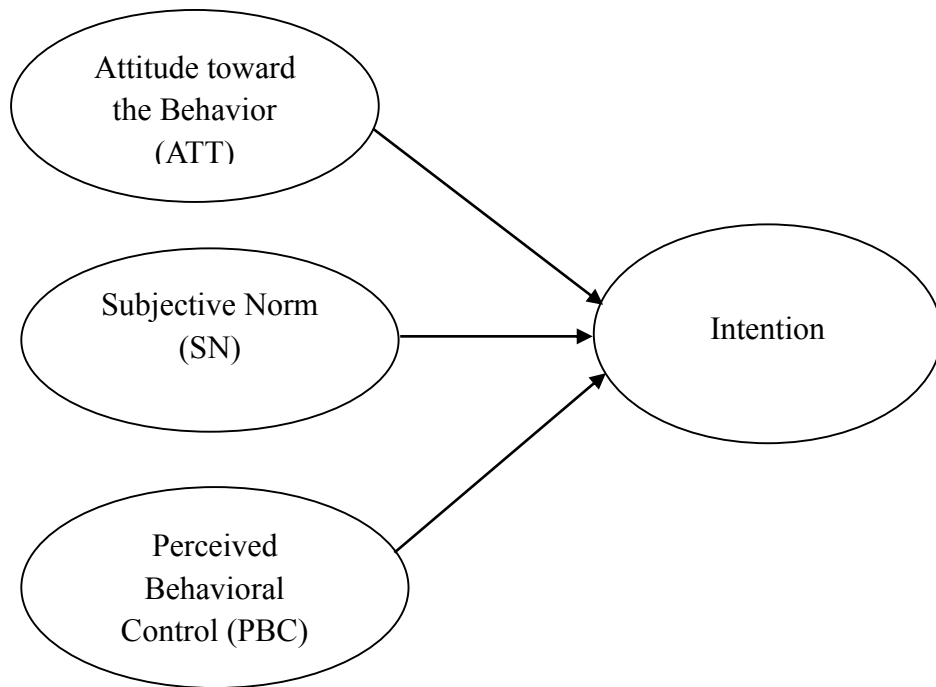 Attitude toward
the Behavior
(ATT)
Subjective Norm
(SN)
Intention
Perceived
Behavioral
Control (PBC)